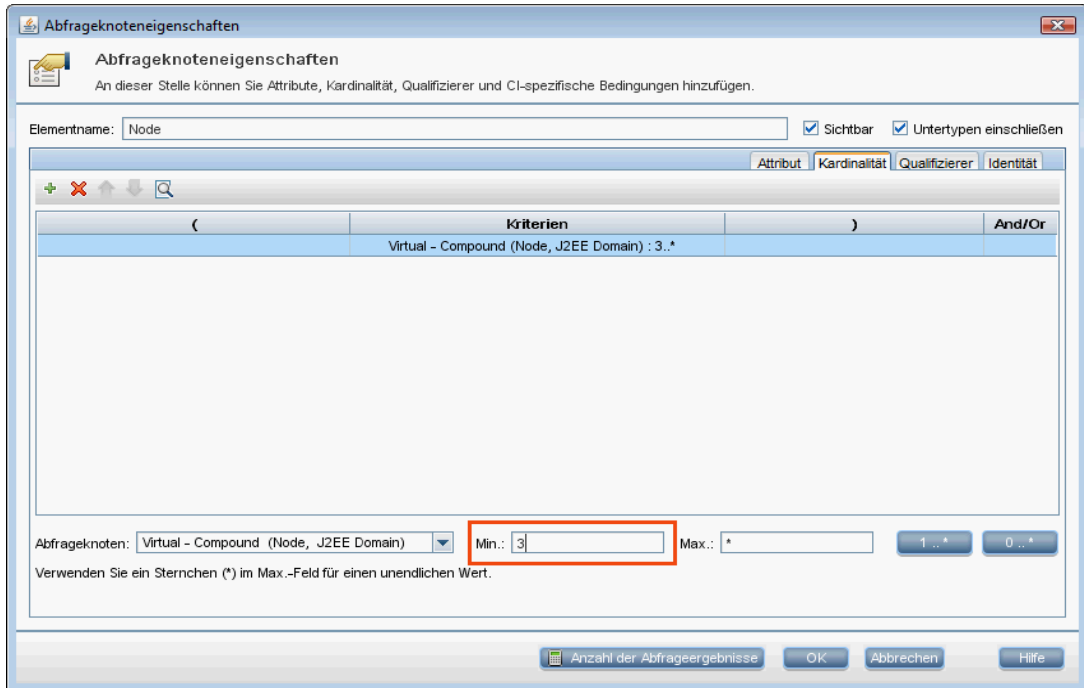 Abfrageknoteneigenschaften
Abfrageknoteneigenschaften
An dieser Stelle können Sie Attribute, Kardinalität, Qualifizierer und CI-spezifische Bedingungen hinzufügen.
Elementname: Node Sichtbar Untertypen einschließen
Attribut Kardinalität Qualifizierer Identität
( Kriterien ) And/Or
Virtual - Compound (Node, J2EE Domain) : 3..*
Abfrageknoten: Virtual - Compound (Node, J2EE Domain) Min.: 3 Max.: * 1 ..* 0 ..*
Verwenden Sie ein Sternchen (*) im Max.-Feld für einen unendlichen Wert.
Anzahl der Abfrageergebnisse OK Abbrechen Hilfe